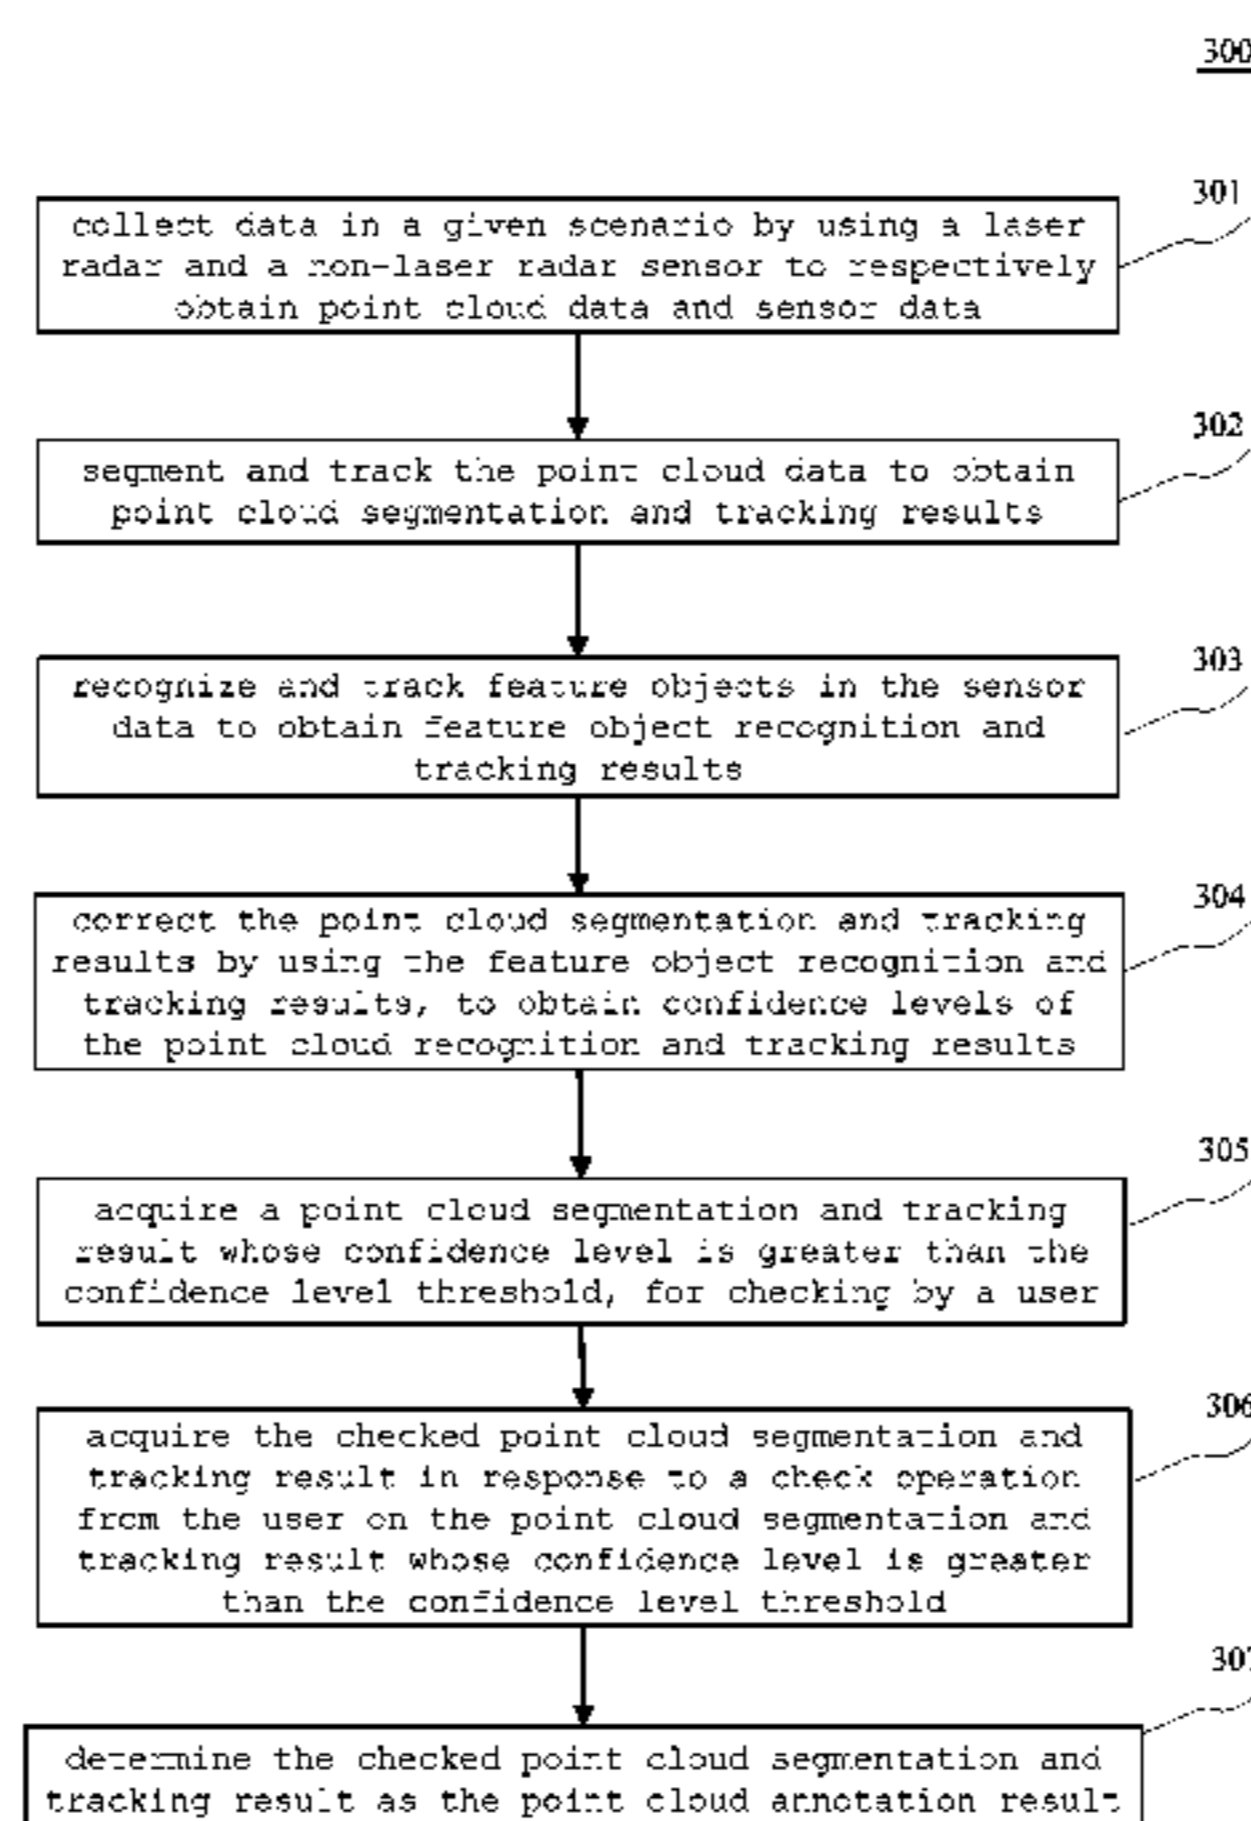 300
301
collect data in a given scenario by using a laser
radar and a non-laser radar sensor to respectively
obtain point cloud data and sensor data
302
segment and track the point cloud data to obtain
point cloud segmentation and tracking results
303
recognize and track feature objects in the sensor
data to obtain feature object recognition and
tracking results
304
correct the point cloud segmentation and tracking
results by using the feature object recognition and
tracking results, to obtain confidence levels of
the point cloud recognition and tracking results
305
acquire a point cloud segmentation and tracking
result whose confidence level is greater than the
confidence level threshold, for checking by a user
306
acquire the checked point cloud segmentation and
tracking result in response to a check operation
from the user on the point cloud segmentation and
tracking result whose confidence level is greater
than the confidence level threshold
307
determine the checked point cloud segmentation and
tracking result as the point cloud annotation result